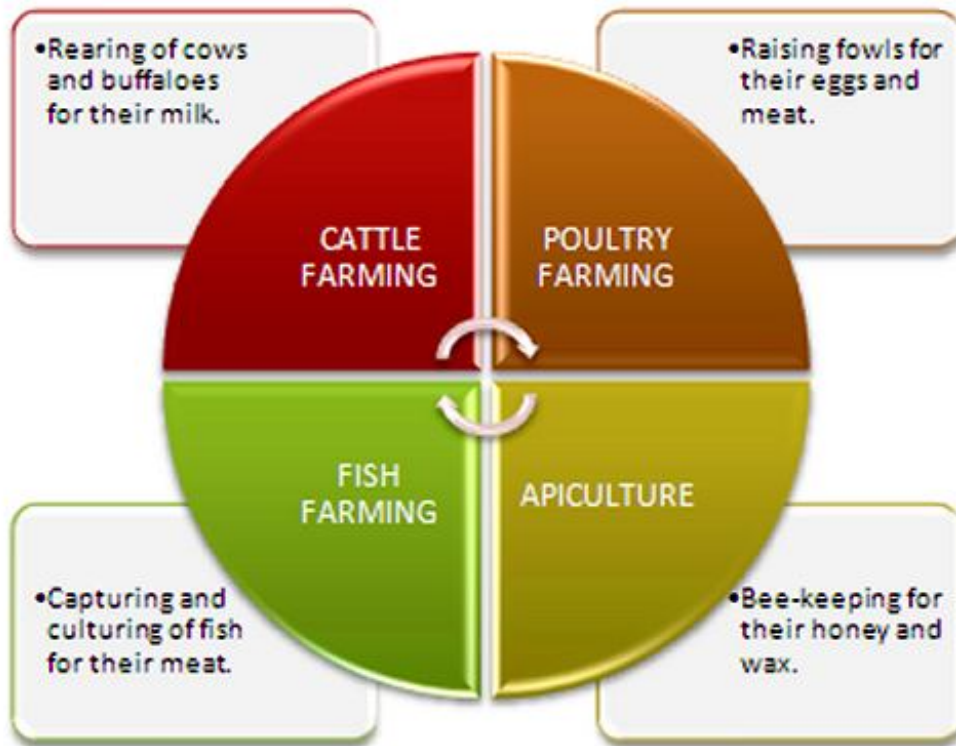 •Rearing of cows
and buffaloes
for their milk.
•Raising fowls for
their eggs and
meat.
CATTLE
FARMING
POULTRY
FARMING
FISH
FARMING
APICULTURE
•Capturing and
culturing of fish
for their meat.
•Bee-keeping for
their honey and
wax.